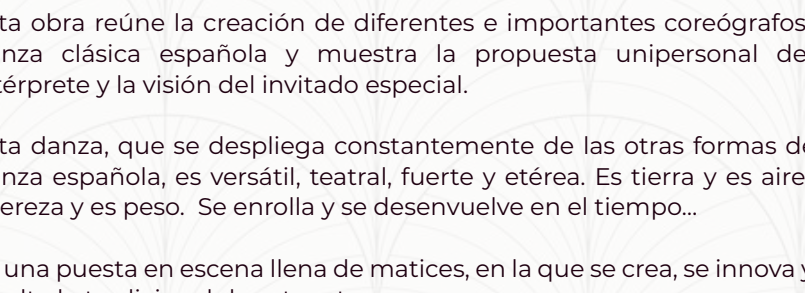 ta obra reúne la creación de diferentes e importantes coreógrafos
nza clásica española y muestra la propuesta unipersonal de
térprete y la visión del invitado especial.
ta danza, que se despliega constantemente de las otras formas de
nza española, es versátil, teatral, fuerte y etérea. Es tierra y es aire
ereza y es peso. Se enrolla y se desenvuelve en el tiempo...
una puesta en escena llena de matices, en la que se crea, se innova y